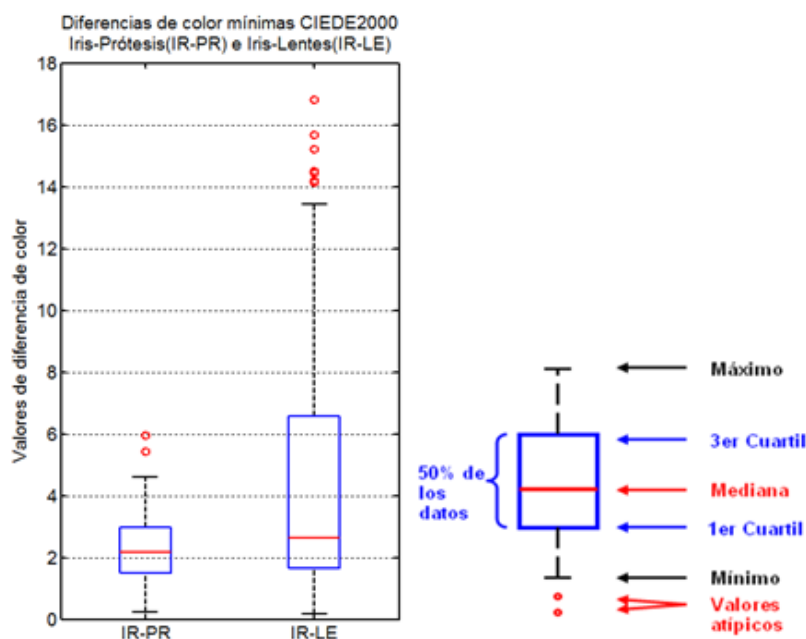 Diferencias de color mínimas CIEDE2000
Iris-Prótesis(IR-PR) e Iris-Lentes(IR-LE)
Valores de diferencia de color
18
16
14
12
10
8
6
4
2
0
IR-PR
IR-LE
50% de
los
datos
Máximo
3er Cuartil
Mediana
1er Cuartil
Mínimo
Valores
atípicos